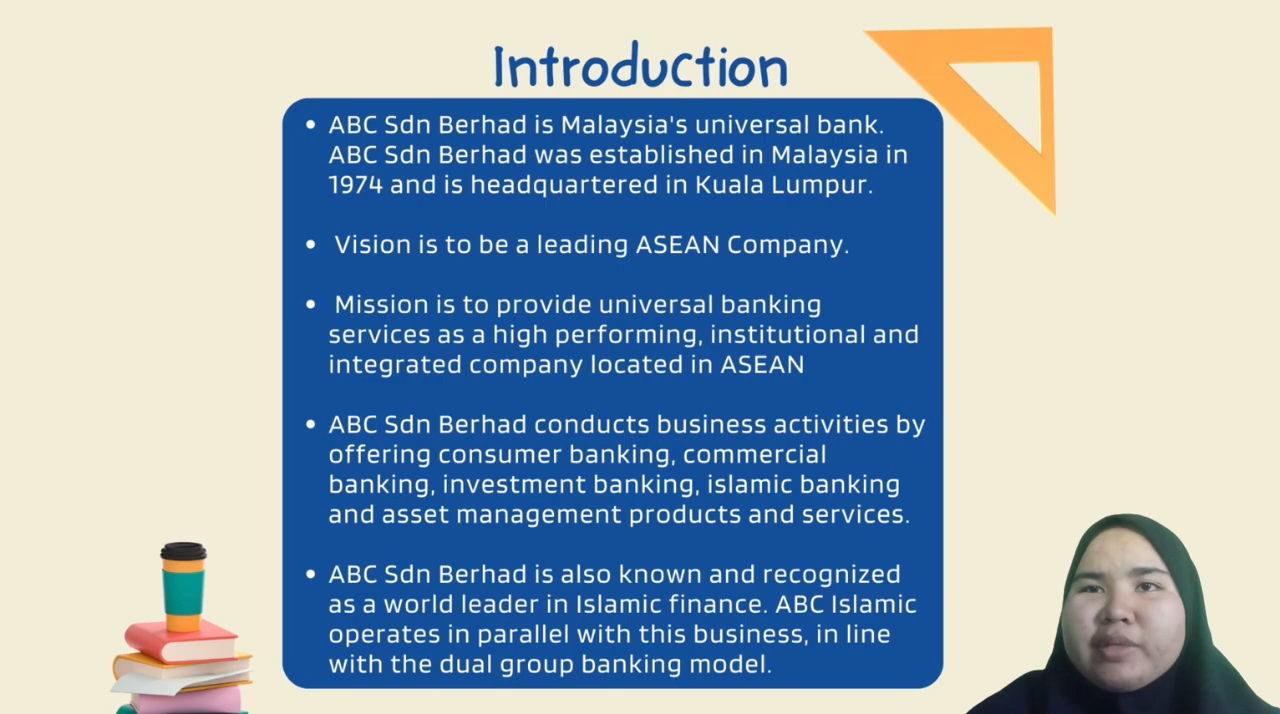 Introduction
• ABC Sdn Berhad is Malaysia's universal bank.
ABC Sdn Berhad was established in Malaysia in
1974 and is headquartered in Kuala Lumpur.
• Vision is to be a leading ASEAN Company.
• Mission is to provide universal banking
services as a high performing, institutional and
integrated company located in ASEAN
• ABC Sdn Berhad conducts business activities by
offering consumer banking, commercial
banking, investment banking, islamic banking
and asset management products and services.
• ABC Sdn Berhad is also known and recognized
as a world leader in Islamic finance. ABC Islamic
operates in parallel with this business, in line
with the dual group banking model.